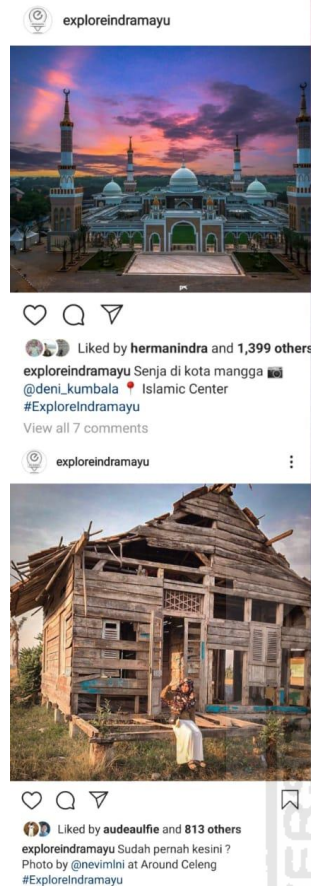 exploreindramayu
Liked by hermanindra and 1,399 others
exploreindramayu Senja di kota mangga 📷
@deni_kumbala 📍 Islamic Center
#ExploreIndramayu
View all 7 comments
exploreindramayu
Liked by audeaulfie and 813 others
exploreindramayu Sudah pernah kesini ?
Photo by @nevimlni at Around Celeng
#ExploreIndramayu